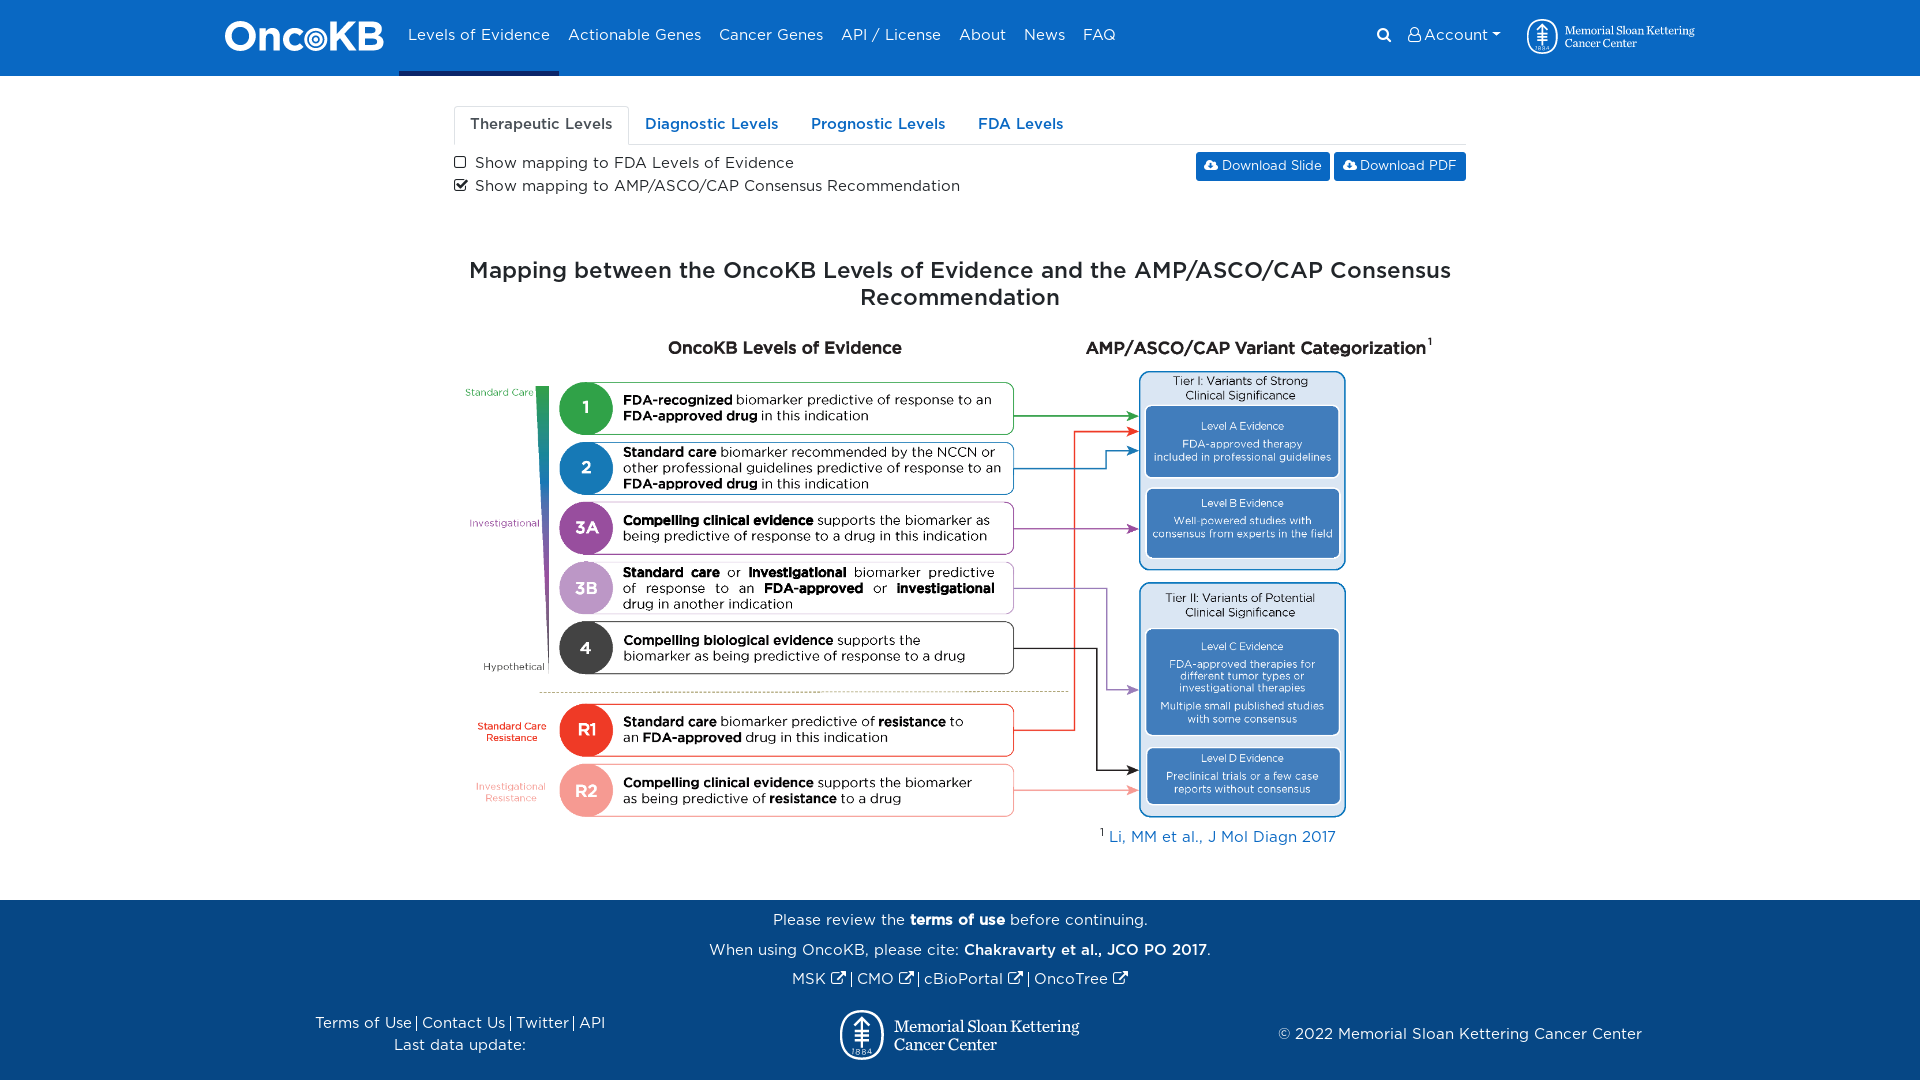 OncoKB Levels of Evidence Actionable Genes Cancer Genes API / License About News FAQ Account Memorial Sloan Kettering
Cancer Center
1884
Therapeutic Levels Diagnostic Levels Prognostic Levels FDA Levels
Show mapping to FDA Levels of Evidence
Download Slide Download PDF
Show mapping to AMP/ASCO/CAP Consensus Recommendation
Mapping between the OncoKB Levels of Evidence and the AMP/ASCO/CAP Consensus
Recommendation
OncoKB Levels of Evidence
Standard Care
Investigational
Hypothetical
1
FDA-recognized biomarker predictive of response to an
FDA-approved drug in this indication
2
Standard care biomarker recommended by the NCCN or
other professional guidelines predictive of response to an
FDA-approved drug in this indication
3A
Compelling clinical evidence supports the biomarker as
being predictive of response to a drug in this indication
3B
Standard care or investigational biomarker predictive
of response to an FDA-approved or investigational
drug in another indication
4
Compelling biological evidence supports the
biomarker as being predictive of response to a drug
Standard Care
Resistance
R1
Standard care biomarker predictive of resistance to
an FDA-approved drug in this indication
Investigational
Resistance
R2
Compelling clinical evidence supports the biomarker
as being predictive of resistance to a drug
AMP/ASCO/CAP Variant Categorization1
Tier I: Variants of Strong
Clinical Significance
Level A Evidence
FDA-approved therapy
included in professional guidelines
Level B Evidence
Well-powered studies with
consensus from experts in the field
Tier II: Variants of Potential
Clinical Significance
Level C Evidence
FDA-approved therapies for
different tumor types or
investigational therapies
Multiple small published studies
with some consensus
Level D Evidence
Preclinical trials or a few case
reports without consensus
1 Li, MM et al., J Mol Diagn 2017
Please review the terms of use before continuing.
When using OncoKB, please cite: Chakravarty et al., JCO PO 2017.
MSK | CMO | cBioPortal | OncoTree
Terms of Use | Contact Us | Twitter | API
Last data update:
1884
Memorial Sloan Kettering
Cancer Center
© 2022 Memorial Sloan Kettering Cancer Center